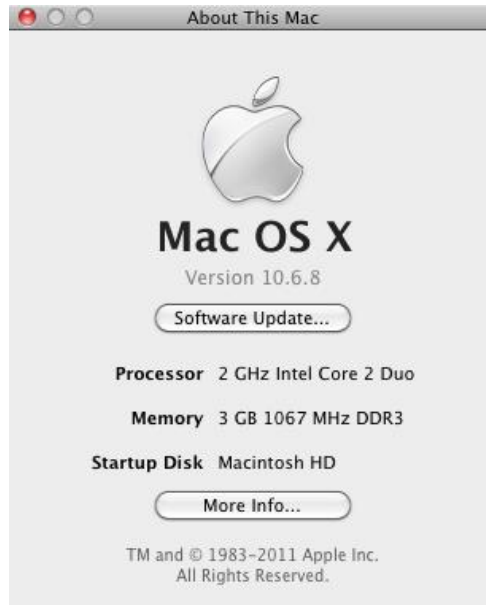 About This Mac
Mac OS X
Version 10.6.8
Software Update...
Processor 2 GHz Intel Core 2 Duo
Memory 3 GB 1067 MHz DDR3
Startup Disk Macintosh HD
More Info...
TM and © 1983–2011 Apple Inc.
All Rights Reserved.